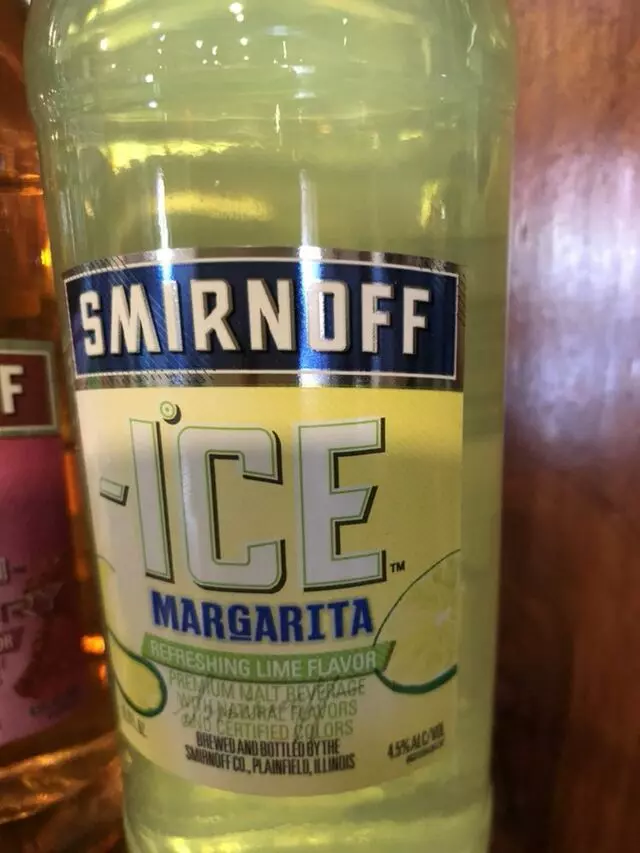 SMIRNOFF
ICE™
MARGARITA
REFRESHING LIME FLAVOR
PREMIUM MALT BEVERAGE
WITH NATURAL FLAVORS
AND CERTIFIED COLORS
BREWED AND BOTTLED BY THE
SMIRNOFF CO., PLAINFIELD, ILLINOIS
4.5% ALC/VOL
F